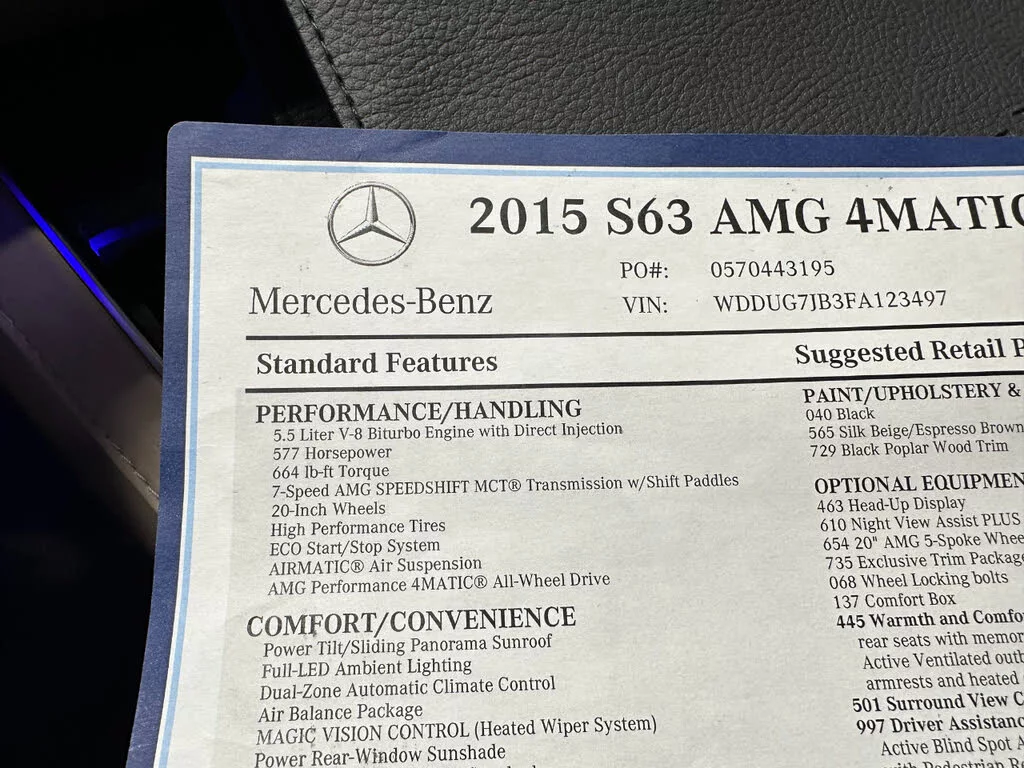 2015 S63 AMG 4MATIC
PO#: 0570443195
Mercedes-Benz
VIN: WDDUG7JB3FA123497
Standard Features
Suggested Retail P
PERFORMANCE/HANDLING
5.5 Liter V-8 Biturbo Engine with Direct Injection
577 Horsepower
664 lb-ft Torque
7-Speed AMG SPEEDSHIFT MCT® Transmission w/Shift Paddles
20-Inch Wheels
High Performance Tires
ECO Start/Stop System
AIRMATIC® Air Suspension
AMG Performance 4MATIC® All-Wheel Drive
COMFORT/CONVENIENCE
Power Tilt/Sliding Panorama Sunroof
Full-LED Ambient Lighting
Dual-Zone Automatic Climate Control
Air Balance Package
MAGIC VISION CONTROL (Heated Wiper System)
Power Rear-Window Sunshade
PAINT/UPHOLSTERY &
040 Black
565 Silk Beige/Espresso Brown
729 Black Poplar Wood Trim
OPTIONAL EQUIPMEN
463 Head-Up Display
610 Night View Assist PLUS
654 20" AMG 5-Spoke Whee
735 Exclusive Trim Package
068 Wheel Locking bolts
137 Comfort Box
445 Warmth and Comfo
rear seats with memor
Active Ventilated outb
armrests and heated
501 Surround View C
997 Driver Assistanc
Active Blind Spot A
with Pedestrian Re